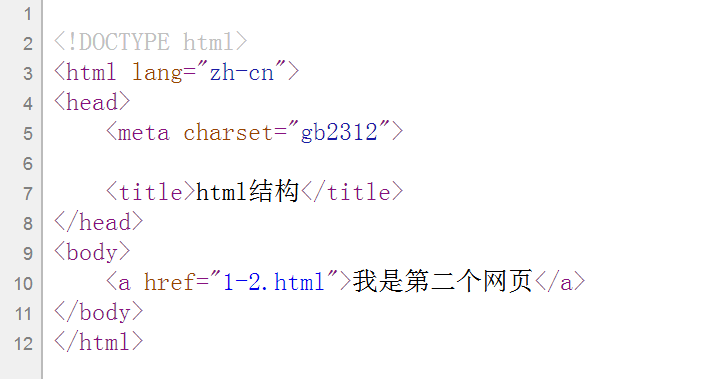 1
2 <!DOCTYPE html>
3 <html lang="zh-cn">
4 <head>
5     <meta charset="gb2312">
6
7     <title>html结构</title>
8 </head>
9 <body>
10     <a href="1-2.html">我是第二个网页</a>
11 </body>
12 </html>